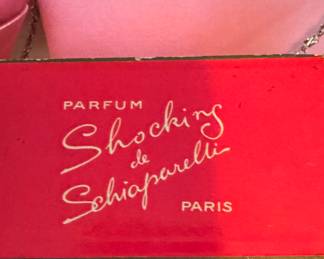 PARFUM
Shocking
de
Schiaparelli
PARIS